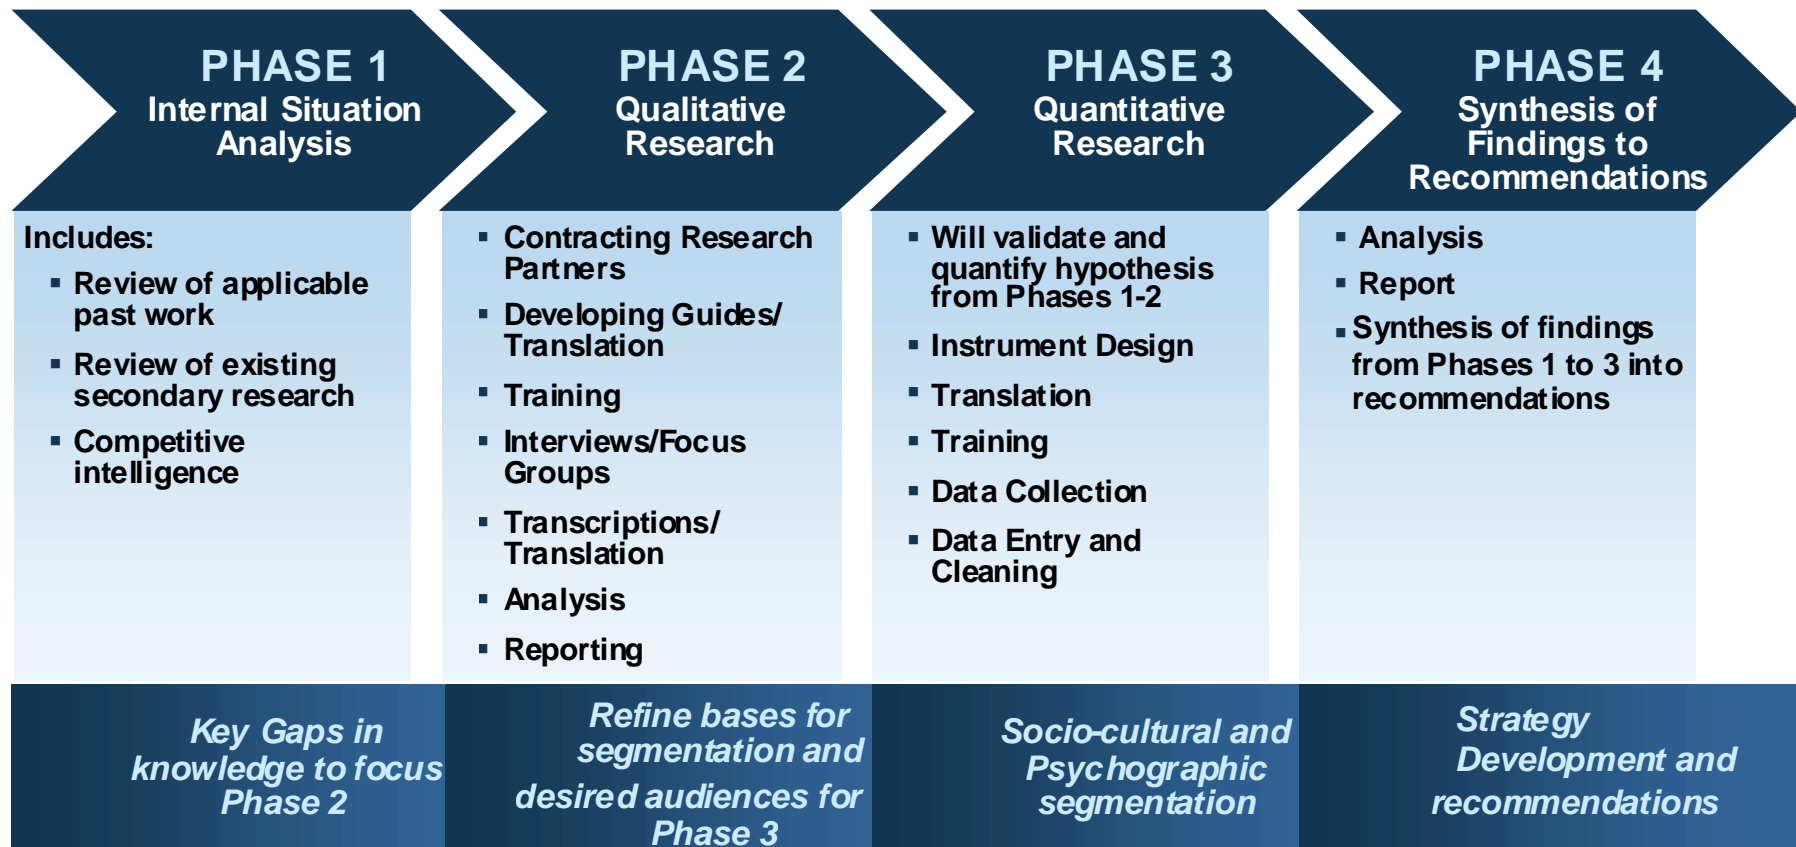 PHASE 1
Internal Situation
Analysis
Includes:
▪ Review of applicable
past work
▪ Review of existing
secondary research
▪ Competitive
intelligence
Key Gaps in
knowledge to focus
Phase 2
PHASE 2
Qualitative
Research
▪ Contracting Research
Partners
▪ Developing Guides/
Translation
▪ Training
▪ Interviews/Focus
Groups
▪ Transcriptions/
Translation
▪ Analysis
▪ Reporting
Refine bases for
segmentation and
desired audiences for
Phase 3
PHASE 3
Quantitative
Research
▪ Will validate and
quantify hypothesis
from Phases 1-2
▪ Instrument Design
▪ Translation
▪ Training
▪ Data Collection
▪ Data Entry and
Cleaning
Socio-cultural and
Psychographic
segmentation
PHASE 4
Synthesis of
Findings to
Recommendations
▪ Analysis
▪ Report
▪ Synthesis of findings
from Phases 1 to 3 into
recommendations
Strategy
Development and
recommendations